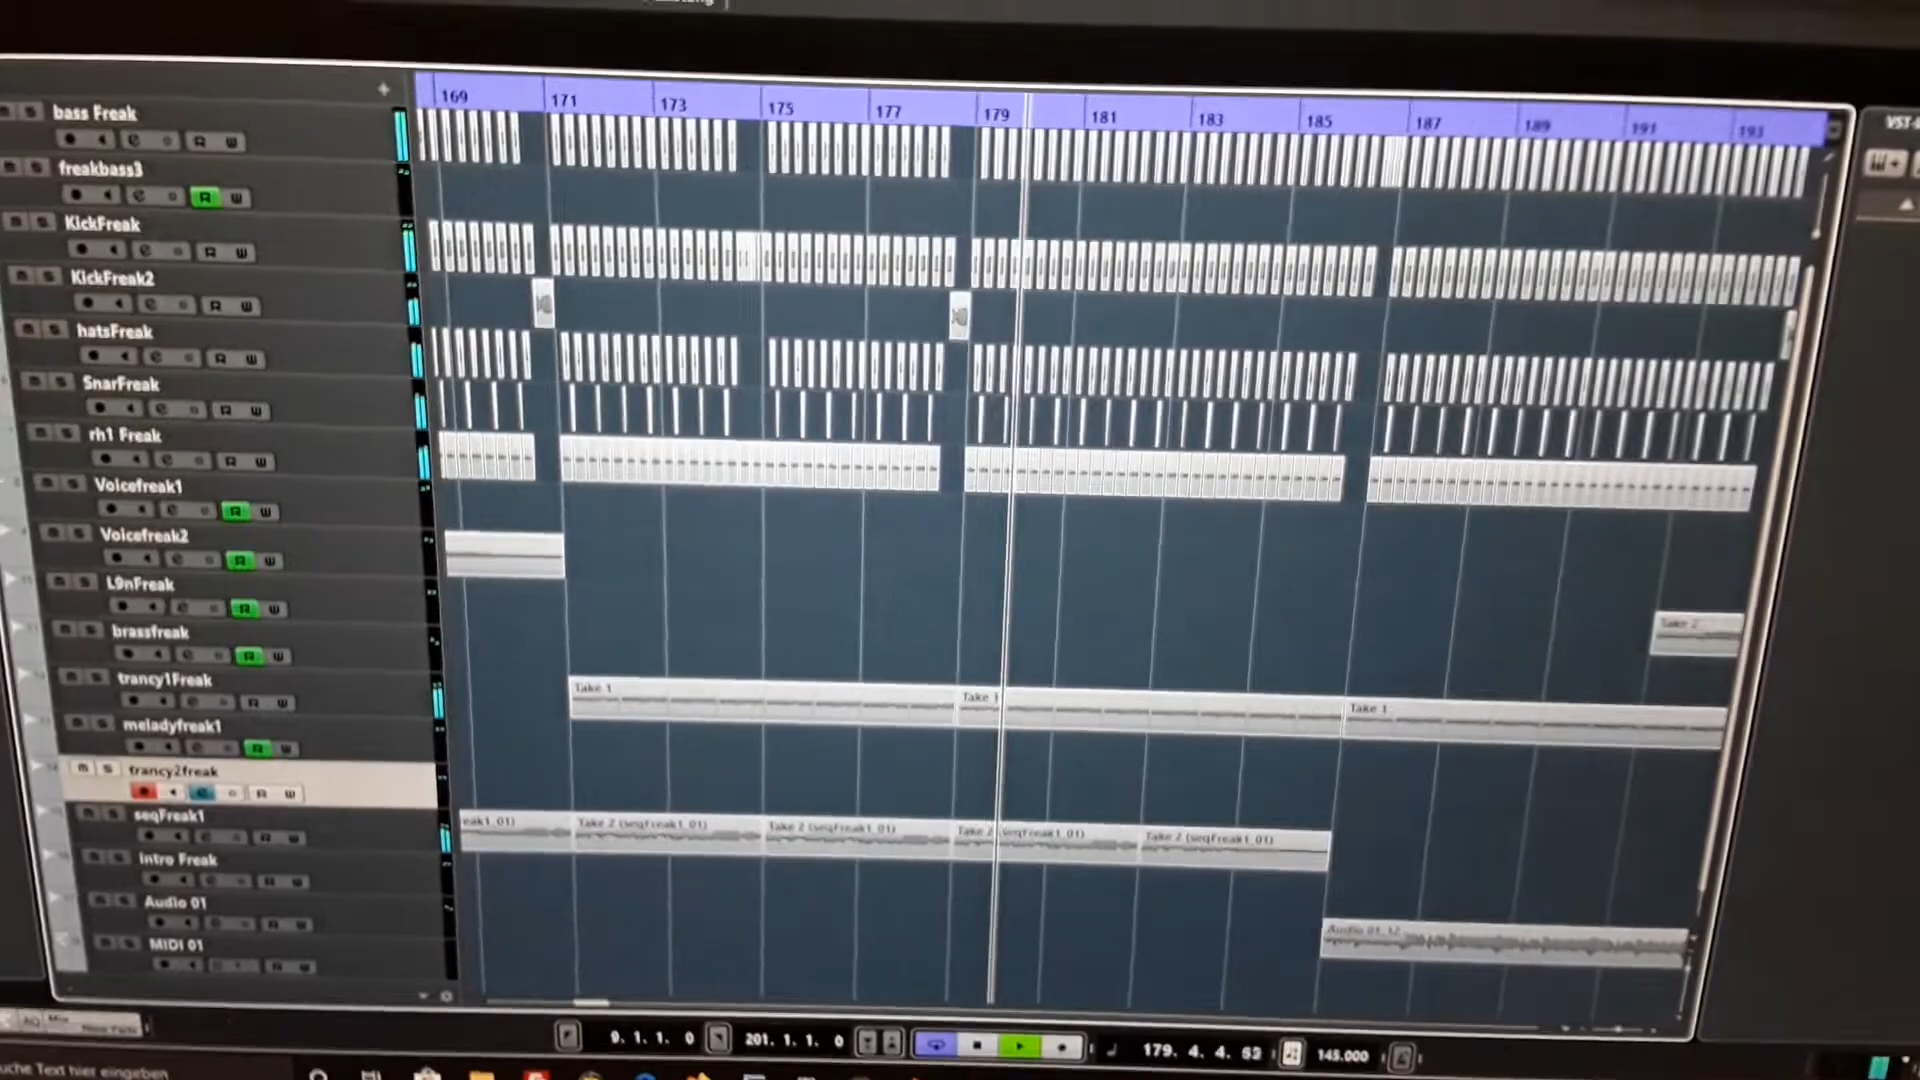 169 171 173 175 177 179 181 183 185 187 189 191 193
VST-
bass Freak
R W
freakbass3
R W
KickFreak
R W
KickFreak2
R W
hatsFreak
R W
SnarFreak
R W
rh1 Freak
R W
Voicefreak1
R W
Voicefreak2
R W
L9nFreak
R W
Take 2
brassfreak
R W
trancy1Freak
R W
Take 1 Take 1 Take 1
meladyfreak1
R W
trancy2freak
R W
seqFreak1
R W
eak1_01) Take 2 (seqFreak1_01) Take 2 (seqFreak1_01) Take 2 (seqFreak1_01) Take 2 (seqFreak1_01)
intro Freak
R W
Audio 01
R W
Audio 01_12
MIDI 01
R W
9. 1. 1. 0 201. 1. 1. 0 179. 4. 4. 63 145.000
uche Text hier eingeben